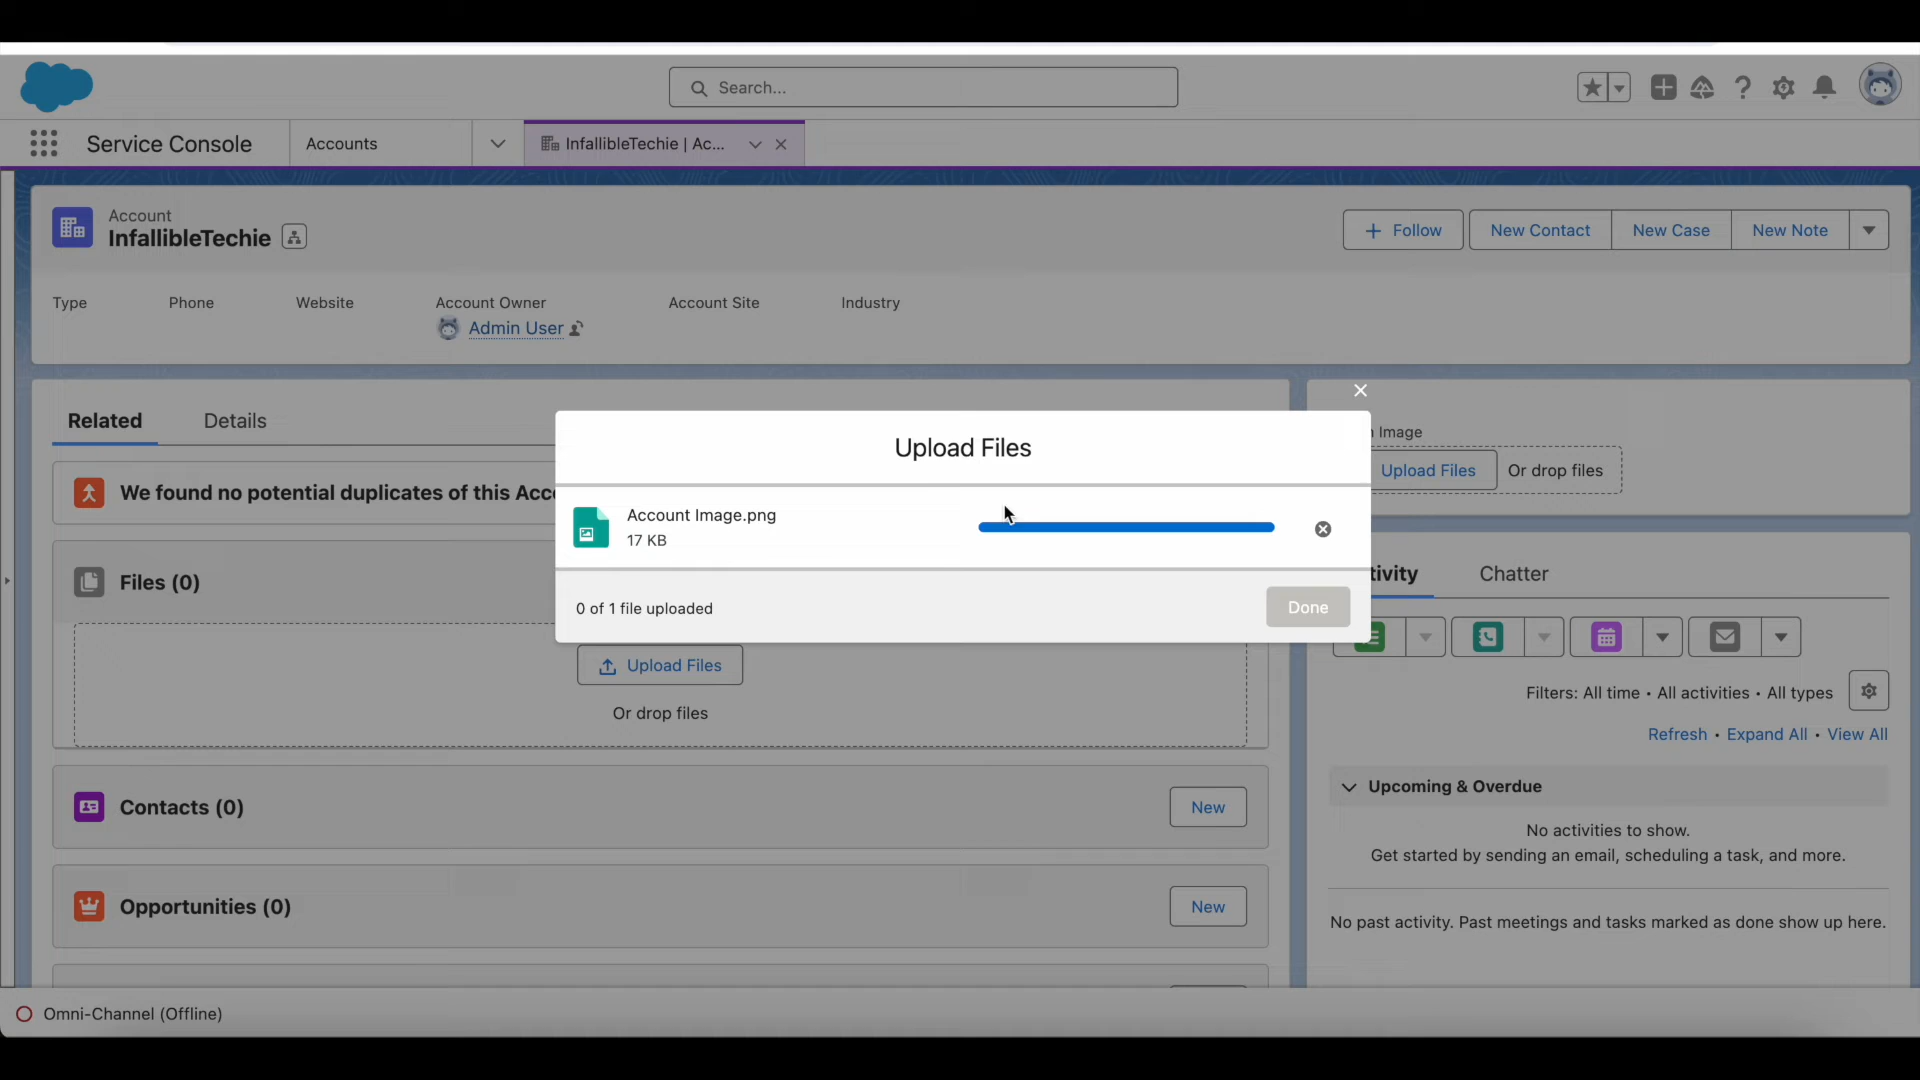 Search...
Service Console
Accounts
InfallibleTechie | Ac...
Account
InfallibleTechie
Follow
New Contact
New Case
New Note
Type
Phone
Website
Account Owner
Account Site
Industry
Admin User
Related
Details
We found no potential duplicates of this Acc
Files (0)
Upload Files
Or drop files
Contacts (0)
New
Opportunities (0)
New
Upload Files
Account Image.png
17 KB
0 of 1 file uploaded
Done
Image
Upload Files
Or drop files
tivity
Chatter
Filters: All time • All activities • All types
Refresh • Expand All • View All
Upcoming & Overdue
No activities to show.
Get started by sending an email, scheduling a task, and more.
No past activity. Past meetings and tasks marked as done show up here.
Omni-Channel (Offline)